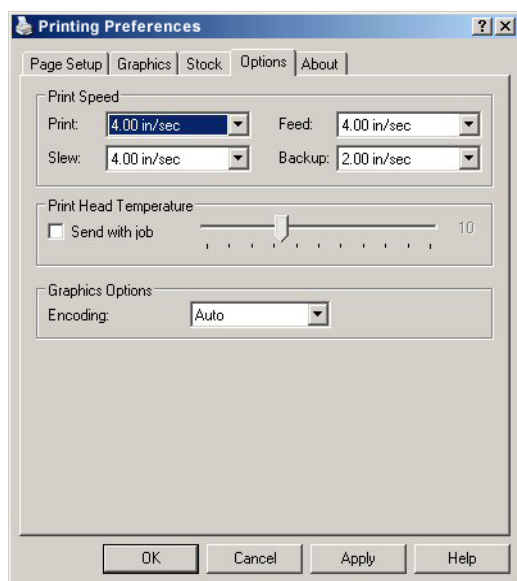 Printing Preferences
Page Setup Graphics Stock Options About
Print Speed
Print: 4.00 in/sec Feed: 4.00 in/sec
Slew: 4.00 in/sec Backup: 2.00 in/sec
Print Head Temperature
Send with job 10
Graphics Options
Encoding: Auto
OK Cancel Apply Help